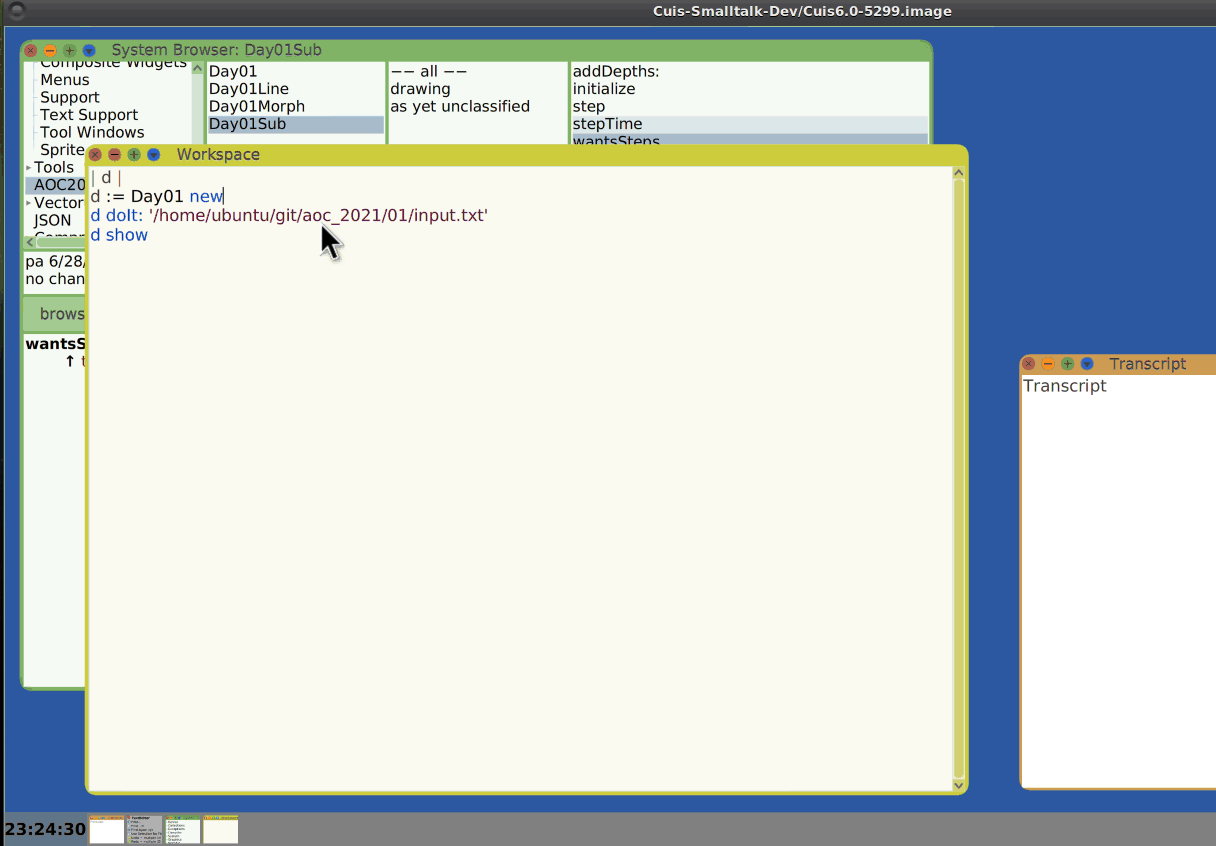 Cuis-Smalltalk-Dev/Cuis6.0-5299.image
System Browser: Day01Sub
Composite Widgets
Menus
Support
Text Support
Tool Windows
Sprite
Tools
AOC20
Vector
JSON
Day01
Day01Line
Day01Morph
Day01Sub
-- all --
drawing
as yet unclassified
addDepths:
initialize
step
stepTime
wantsSteps
pa 6/28/
no chan
brows
wantsS
↑ t
Workspace
| d |
d := Day01 new
d doIt: '/home/ubuntu/git/aoc_2021/01/input.txt'
d show
Transcript
Transcript
23:24:30